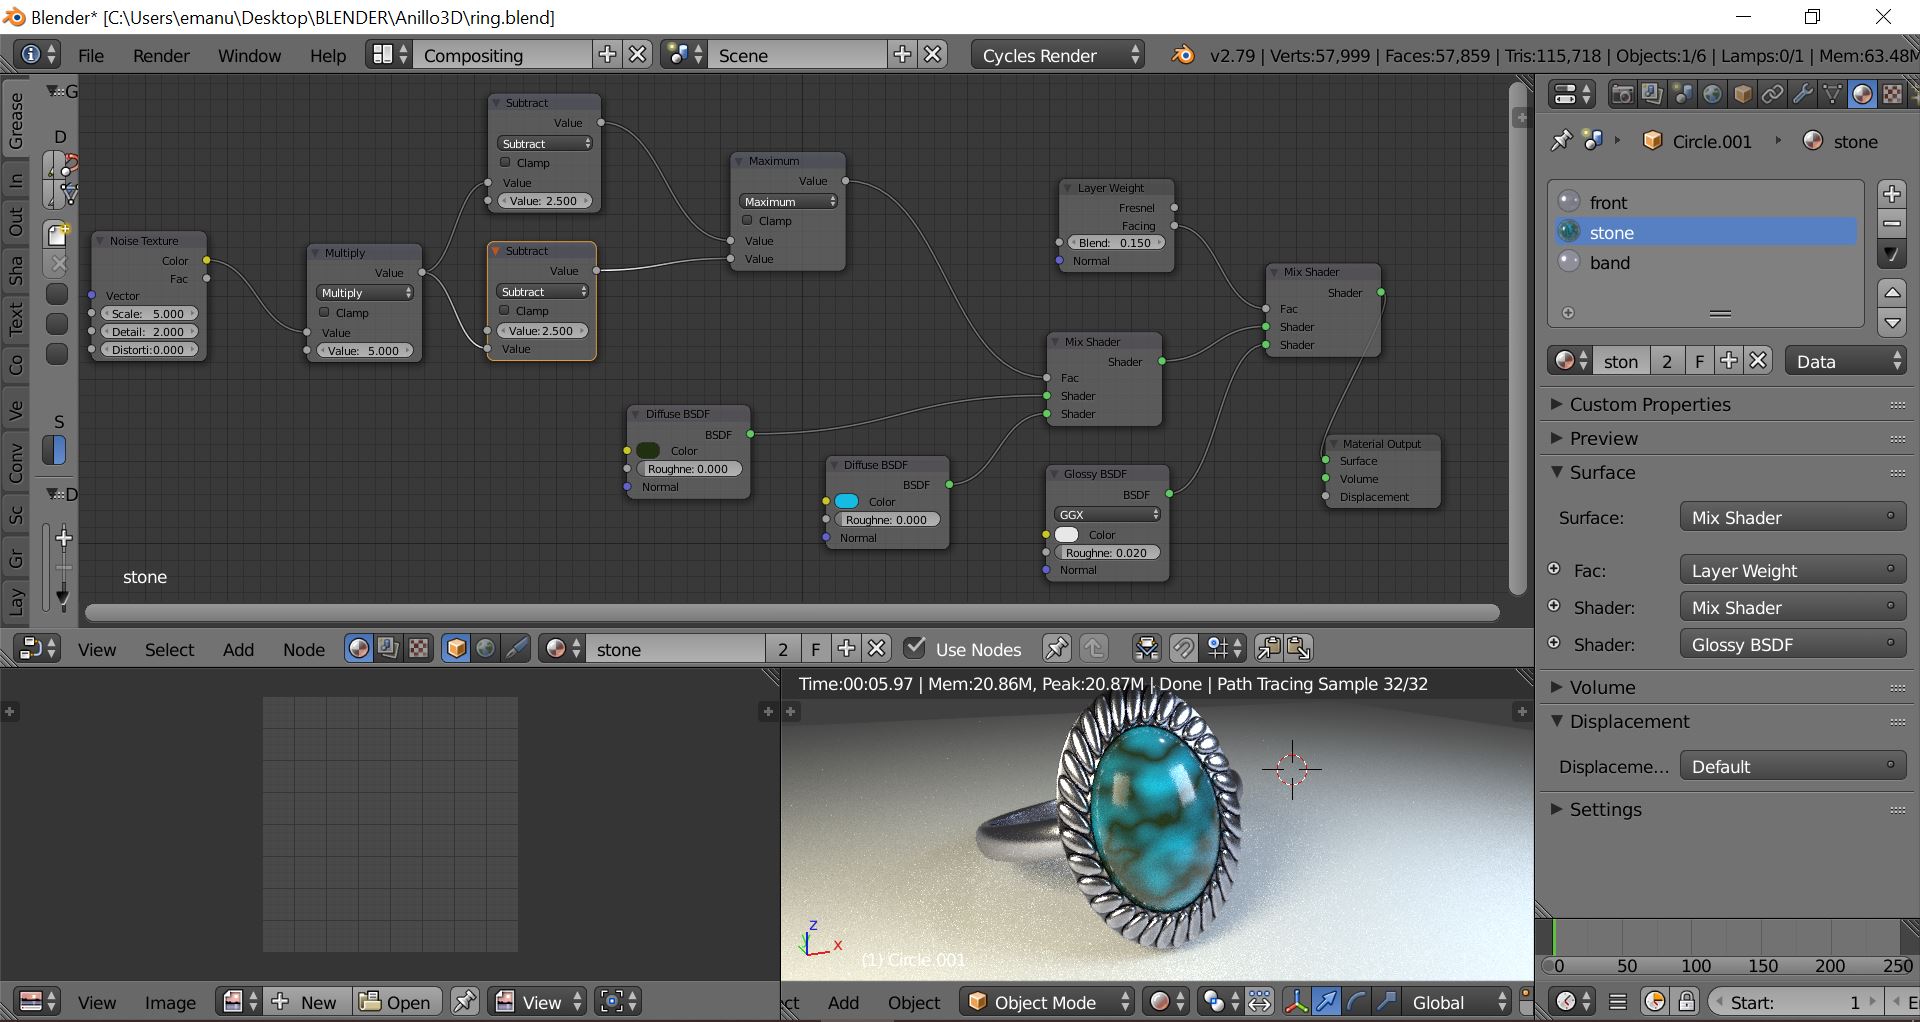 Blender* [C:\Users\emanu\Desktop\BLENDER\Anillo3D\ring.blend]
File Render Window Help Compositing Scene Cycles Render v2.79 | Verts:57,999 | Faces:57,859 | Tris:115,718 | Objects:1/6 | Lamps:0/1 | Mem:63.48M
G
Grease
D
In
Out
Sha
Text
Co
Ve
S
Conv
D
Sc
Gr
Lay
Noise Texture
Color
Fac
Vector
Scale: 5.000
Detail: 2.000
Distorti:0.000
Multiply
Value
Multiply
Clamp
Value
Value: 5.000
Subtract
Value
Subtract
Clamp
Value
Value: 2.500
Subtract
Value
Subtract
Clamp
Value:2.500
Value
Maximum
Value
Maximum
Clamp
Value
Value
Diffuse BSDF
BSDF
Color
Roughne: 0.000
Normal
Diffuse BSDF
BSDF
Color
Roughne: 0.000
Normal
Layer Weight
Fresnel
Facing
Blend: 0.150
Normal
Mix Shader
Shader
Fac
Shader
Shader
Glossy BSDF
BSDF
GGX
Color
Roughne: 0.020
Normal
Mix Shader
Shader
Fac
Shader
Shader
Material Output
Surface
Volume
Displacement
stone
View Select Add Node stone 2 F Use Nodes
Time:00:05.97 | Mem:20.86M, Peak:20.87M | Done | Path Tracing Sample 32/32
z
x
(1) Circle.001
View Image New Open View
ct Add Object Object Mode Global
Circle.001 stone
front
stone
band
ston 2 F Data
Custom Properties
Preview
Surface
Surface: Mix Shader
Fac: Layer Weight
Shader: Mix Shader
Shader: Glossy BSDF
Volume
Displacement
Displaceme... Default
Settings
0 50 100 150 200 250
Start: 1 E